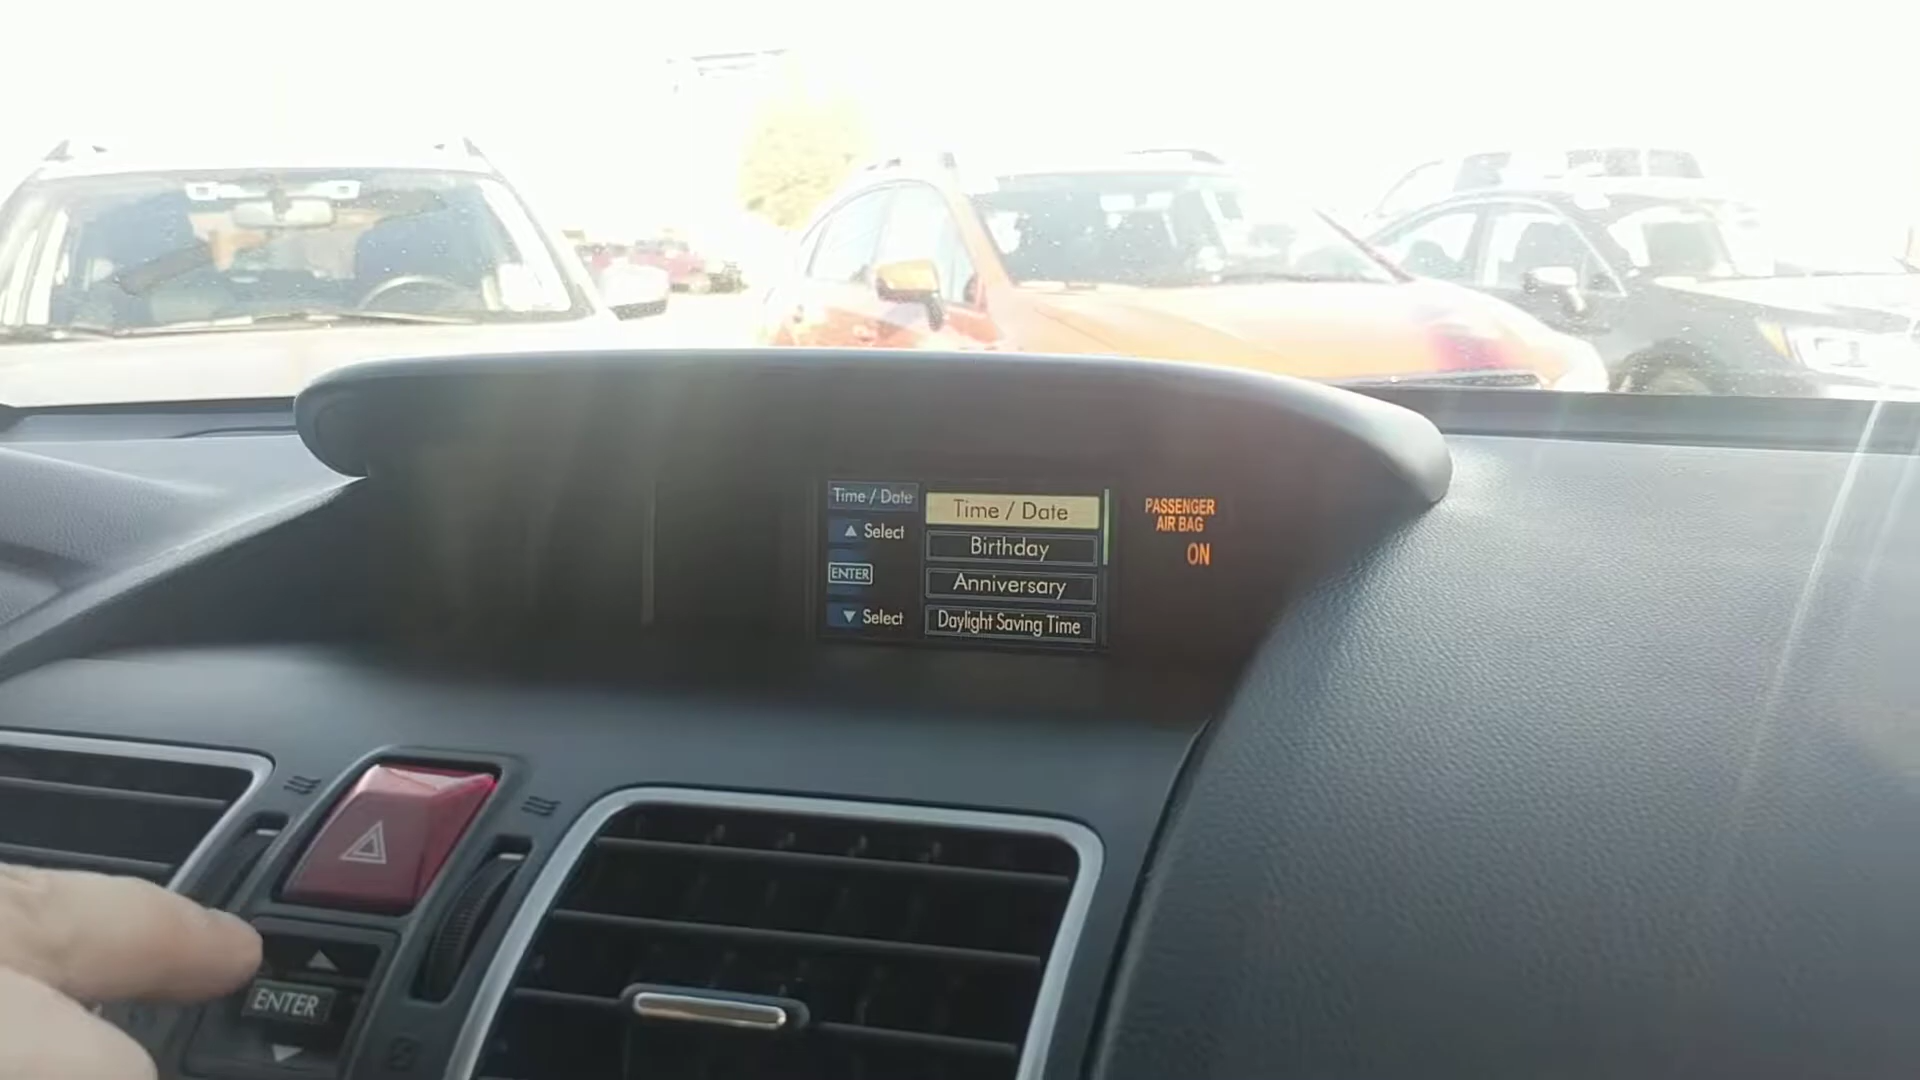 Time / Date
▲ Select
ENTER
▼ Select
Time / Date
Birthday
Anniversary
Daylight Saving Time
PASSENGER
AIR BAG
ON
ENTER